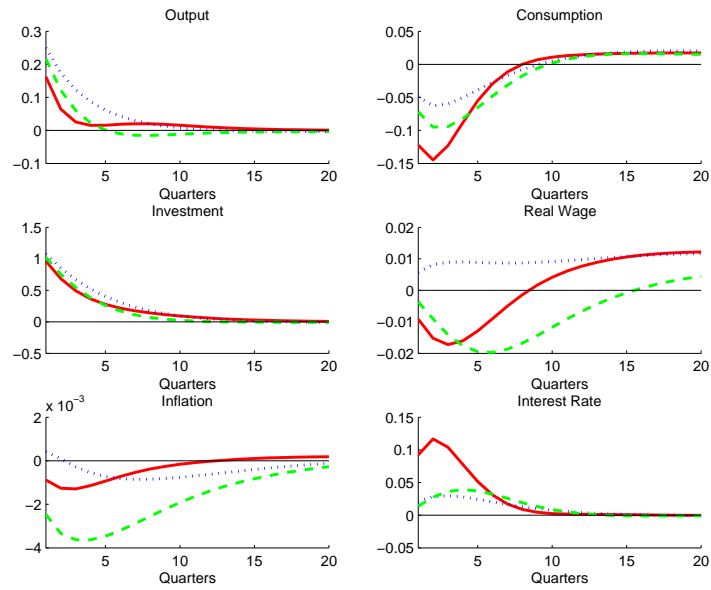 Output
0.3
0.2
0.1
0
−0.1
5 10 15 20
Quarters
Consumption
0.05
0
−0.05
−0.1
−0.15
5 10 15 20
Quarters
Investment
1.5
1
0.5
0
−0.5
5 10 15 20
Quarters
Real Wage
0.02
0.01
0
−0.01
−0.02
5 10 15 20
Quarters
Inflation
x 10⁻³
2
0
−2
−4
5 10 15 20
Quarters
Interest Rate
0.15
0.1
0.05
0
0.05
5 10 15 20
Quarters